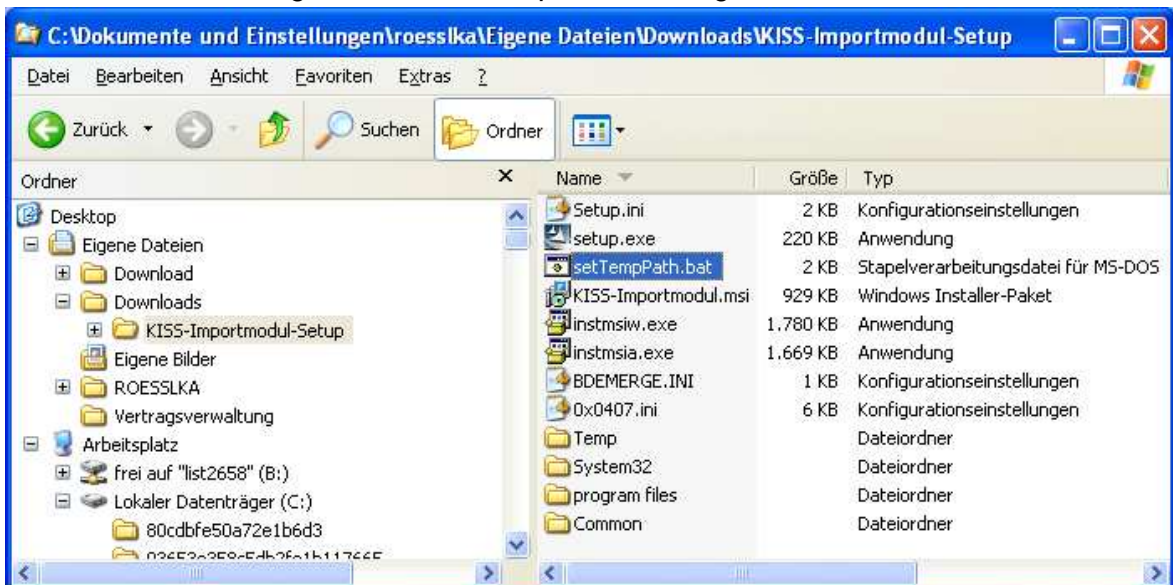 C:\Dokumente und Einstellungen\roesslka\Eigene Dateien\Downloads\KISS-Importmodul-Setup
Datei Bearbeiten Ansicht Favoriten Extras ?
Zurück Suchen Ordner
Ordner X
Desktop
Eigene Dateien
Download
Downloads
KISS-Importmodul-Setup
Eigene Bilder
ROESSLKA
Vertragsverwaltung
Arbeitsplatz
frei auf "list2658" (B:)
Lokaler Datenträger (C:)
80cdbfe50a72e1b6d3
Name Größe Typ
Setup.ini 2 KB Konfigurationseinstellungen
setup.exe 220 KB Anwendung
setTempPath.bat 2 KB Stapelverarbeitungsdatei für MS-DOS
KISS-Importmodul.msi 929 KB Windows Installer-Paket
instmsiw.exe 1.780 KB Anwendung
instmsia.exe 1.669 KB Anwendung
BDEMERGE.INI 1 KB Konfigurationseinstellungen
0x0407.ini 6 KB Konfigurationseinstellungen
Temp Dateiordner
System32 Dateiordner
program files Dateiordner
Common Dateiordner